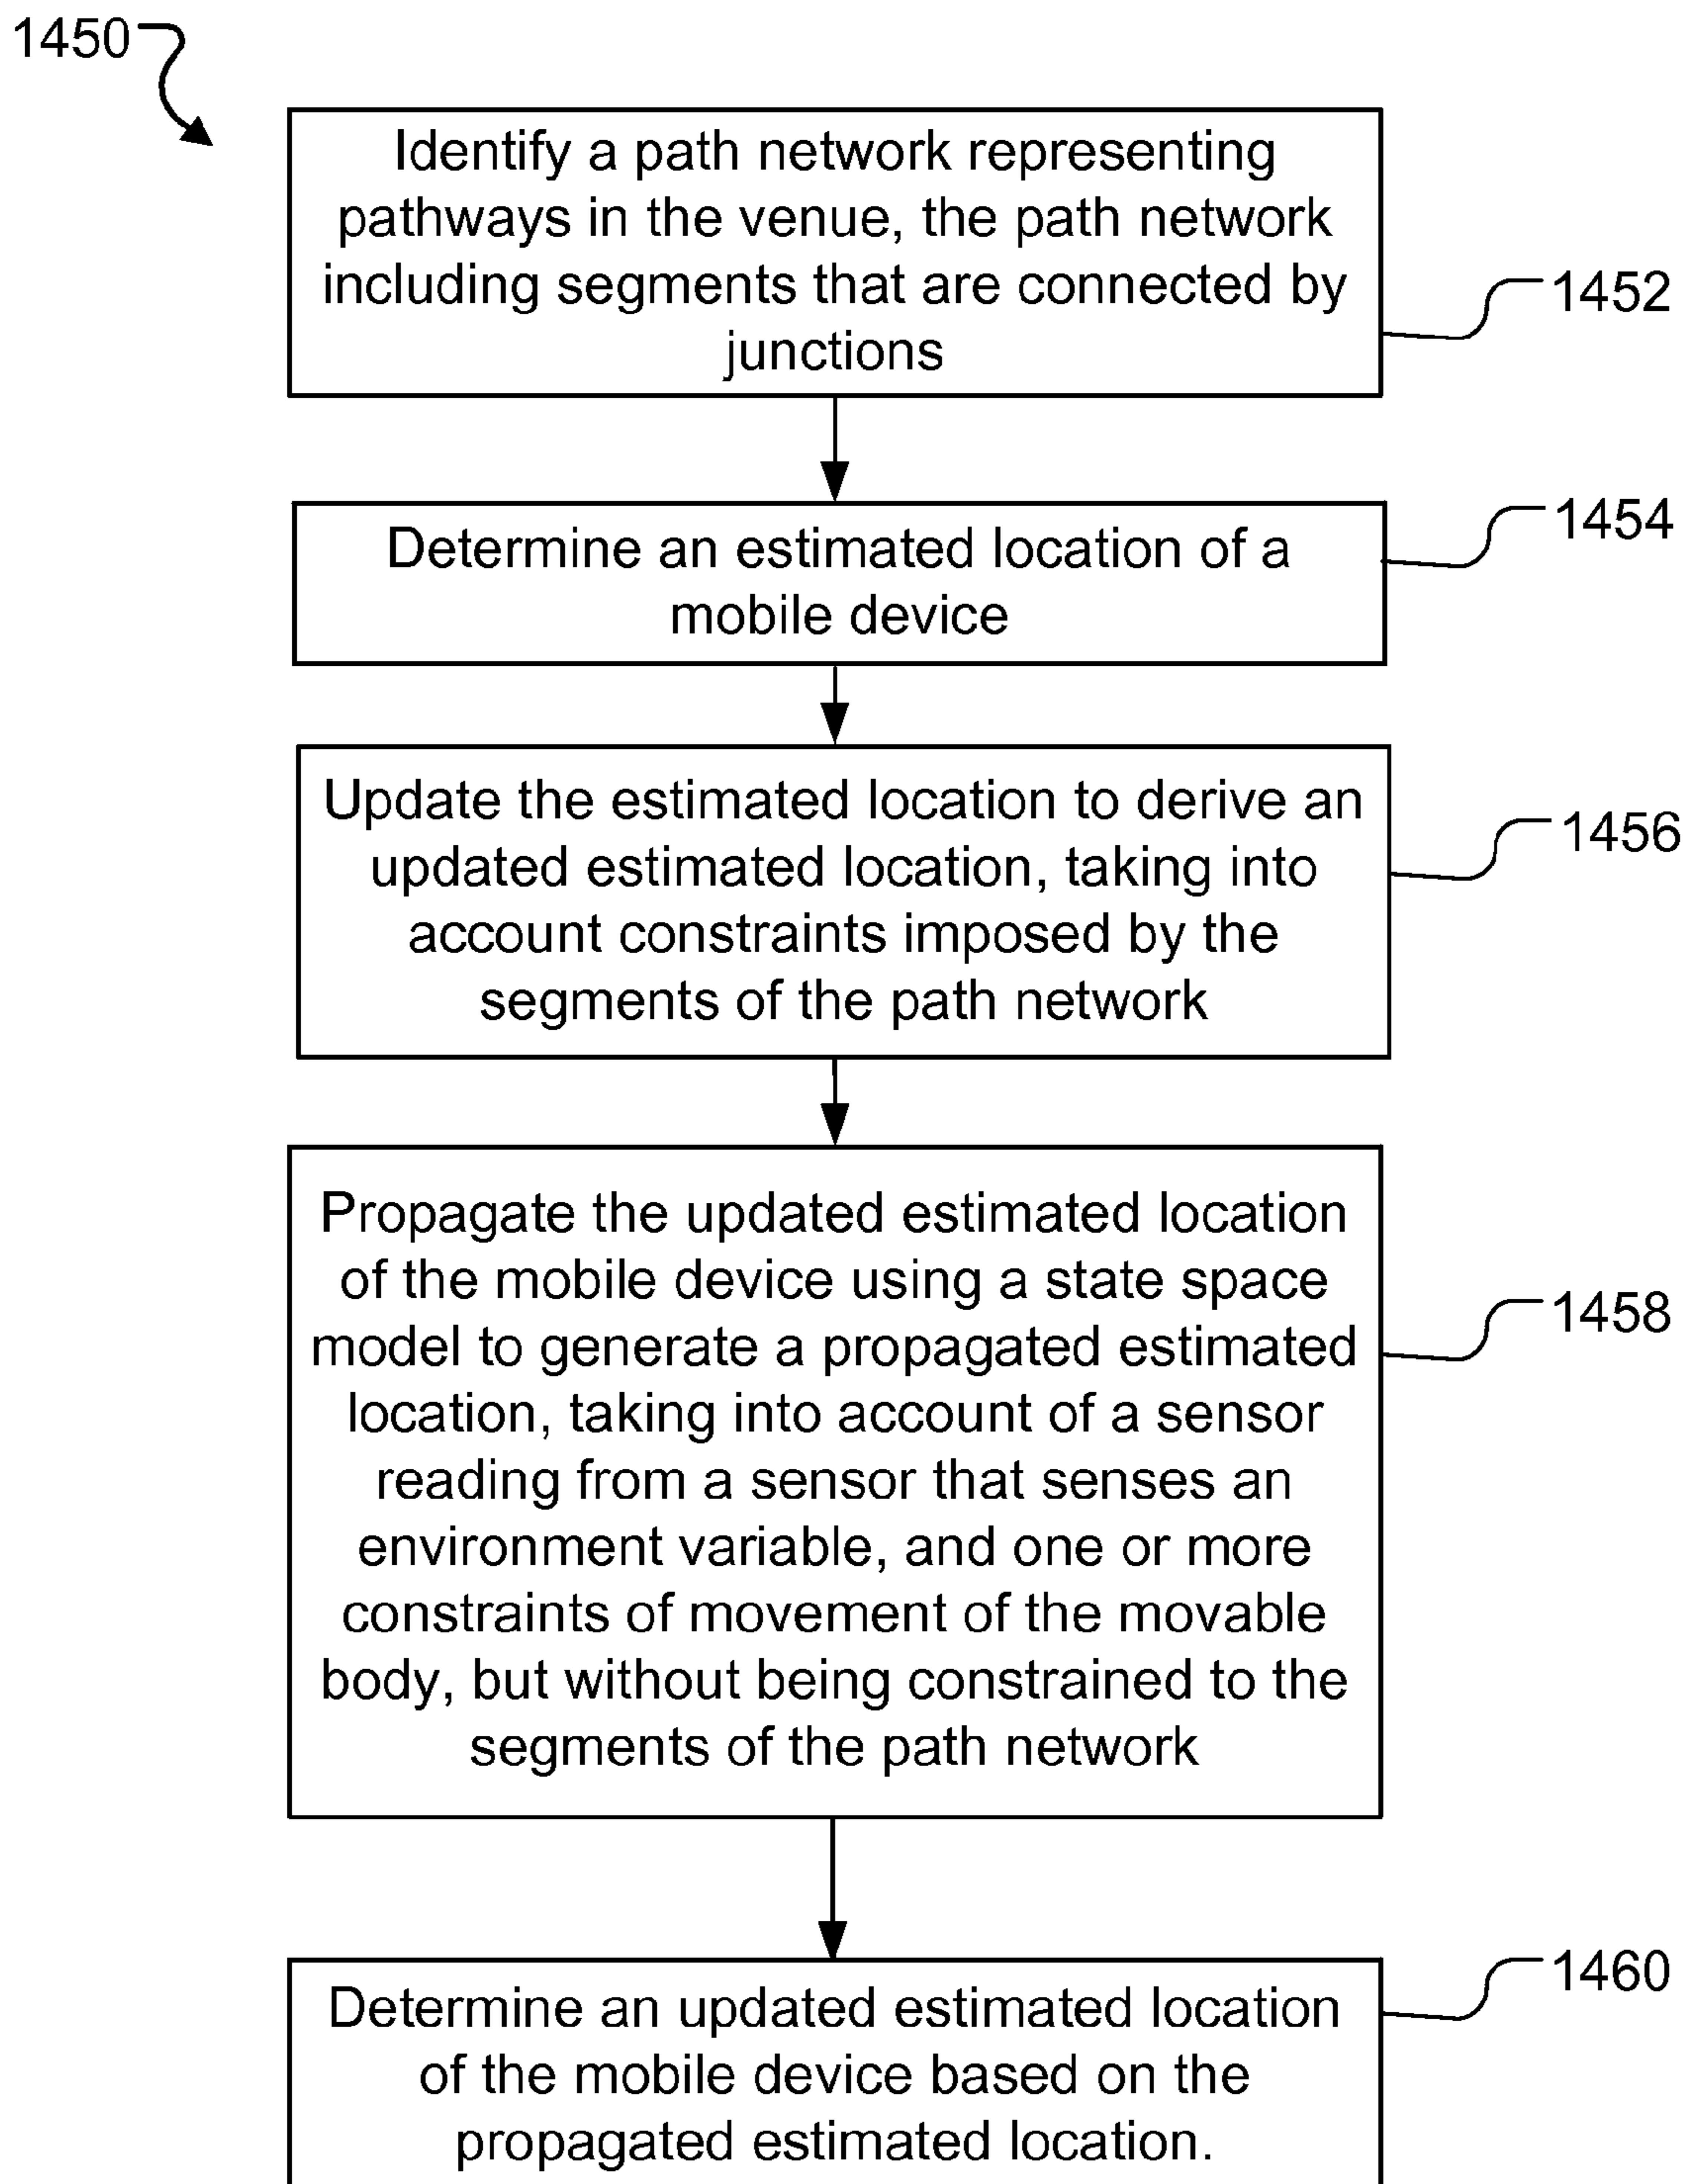 1450
Identify a path network representing
pathways in the venue, the path network
including segments that are connected by
junctions
1452
Determine an estimated location of a
mobile device
1454
Update the estimated location to derive an
updated estimated location, taking into
account constraints imposed by the
segments of the path network
1456
Propagate the updated estimated location
of the mobile device using a state space
model to generate a propagated estimated
location, taking into account of a sensor
reading from a sensor that senses an
environment variable, and one or more
constraints of movement of the movable
body, but without being constrained to the
segments of the path network
1458
Determine an updated estimated location
of the mobile device based on the
propagated estimated location.
1460